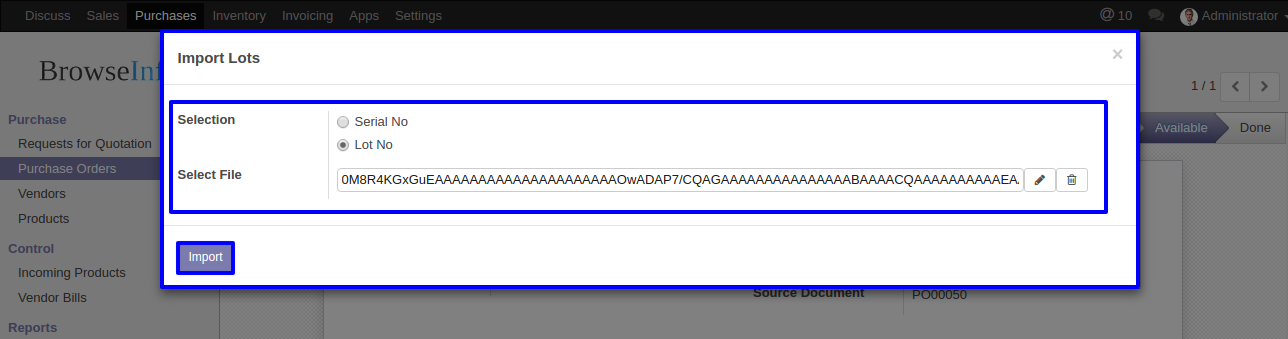 Discuss Sales Purchases Inventory Invoicing Apps Settings @ 10 Administrator
Import Lots ×
BrowseInf
1 / 1
Purchase
Selection
Serial No
Available
Done
Requests for Quotation
Lot No
Purchase Orders
Select File
Vendors
Products
Control
Import
Incoming Products
Vendor Bills
Source Document
PO00050
Reports